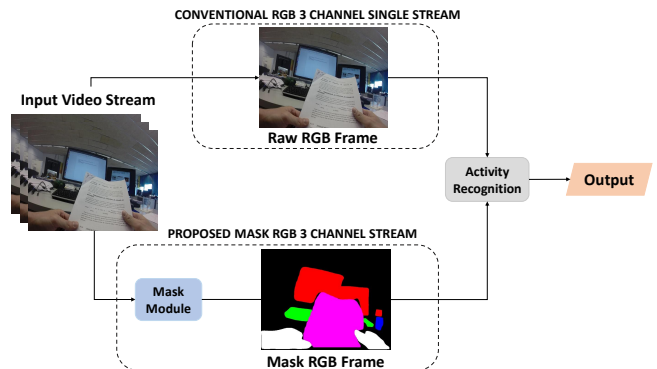 CONVENTIONAL RGB 3 CHANNEL SINGLE STREAM
Input Video Stream
Raw RGB Frame
Activity
Recognition
Output
PROPOSED MASK RGB 3 CHANNEL STREAM
Mask
Module
Mask RGB Frame